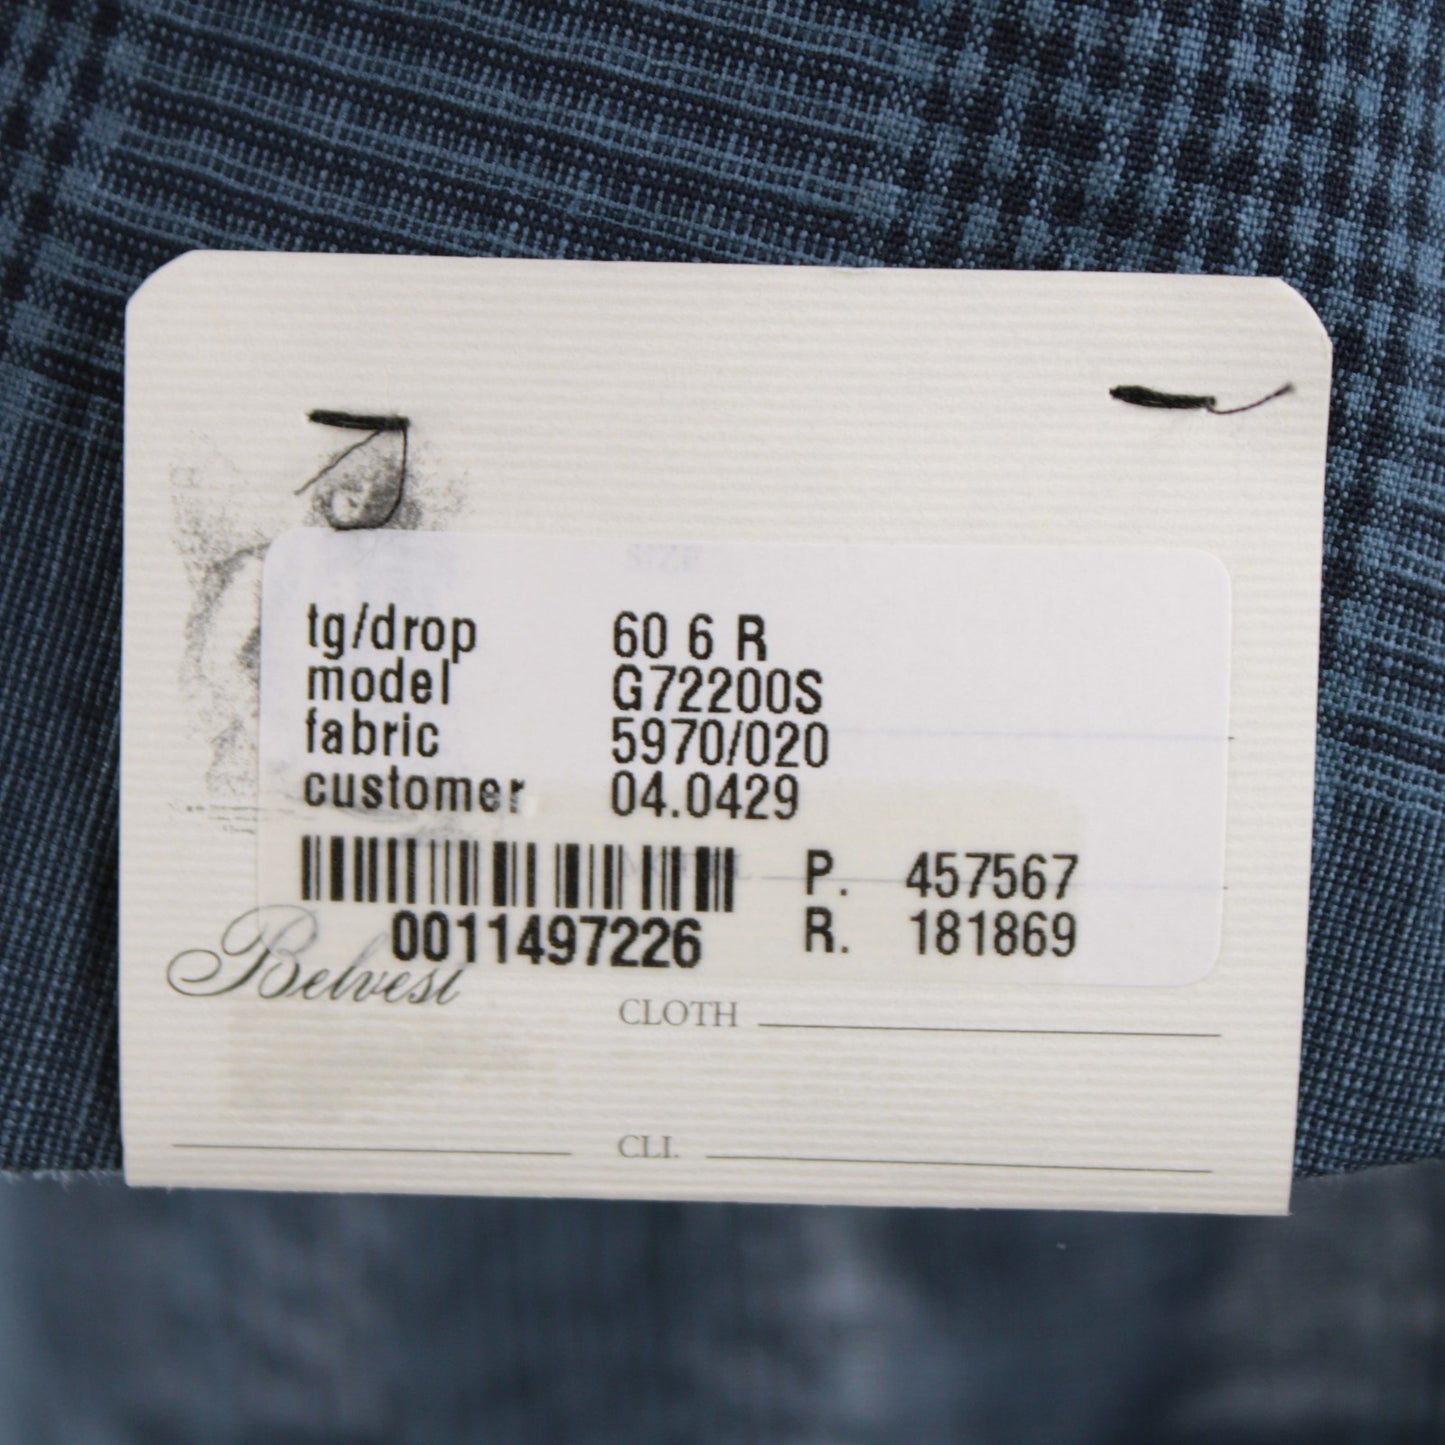 tg/drop 60 6 R
model G72200S
fabric 5970/020
customer 04.0429
P. 457567
0011497226 R. 181869
Belvest
CLOTH
CLI.